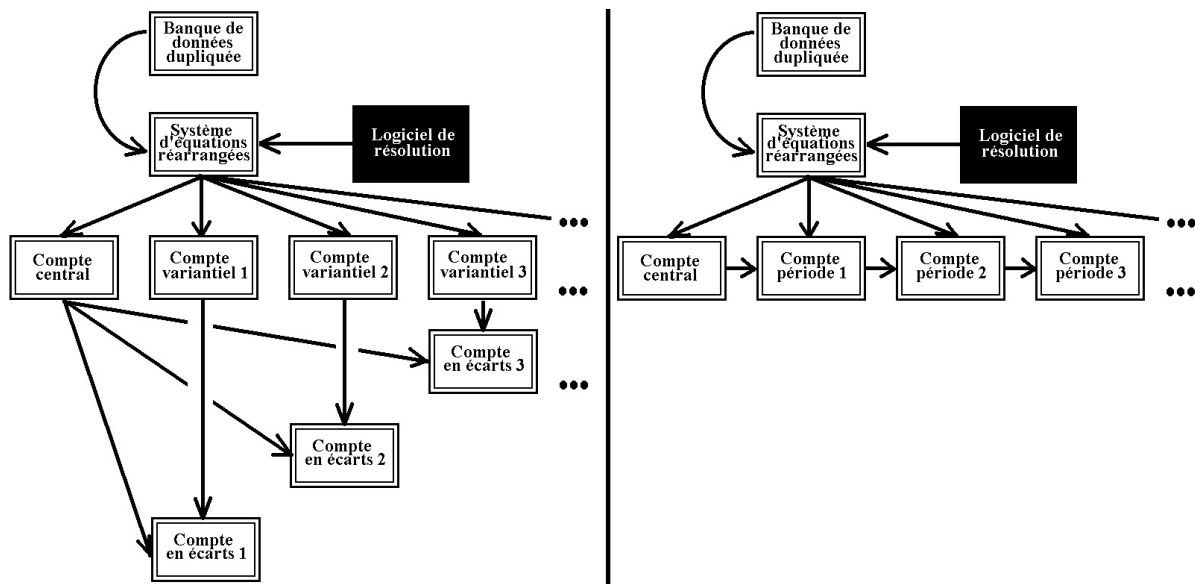 Banque de
données
dupliquée
Système
d'équations
réarrangées
Logiciel de
résolution
•••
Compte
central
Compte
variantiel 1
Compte
variantiel 2
Compte
variantiel 3
•••
Compte
en écarts 3
•••
Compte
en écarts 2
Compte
en écarts 1
Banque de
données
dupliquée
Système
d'équations
réarrangées
Logiciel de
résolution
•••
Compte
central
Compte
période 1
Compte
période 2
Compte
période 3
•••